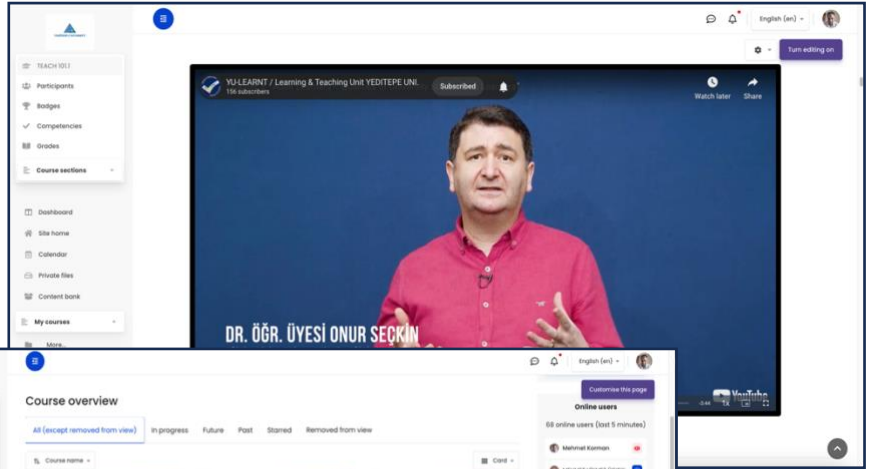 English (en)
Turn editing on
TEACH 101.1
Participants
Badges
Competencies
Grades
Course sections
Dashboard
Site home
Calendar
Private files
Content bank
My courses
More...
YU-LEARNT / Learning & Teaching Unit YEDITEPE UNI.
156 subscribers
Subscribed
Watch later
Share
DR. ÖĞR. ÜYESİ ONUR SEÇKİN
YouTube
English (en)
Customise this page
Course overview
Online users
68 online users (last 5 minutes)
All (except removed from view)
In progress
Future
Past
Starred
Removed from view
Course name
Card
Mehmet Korman